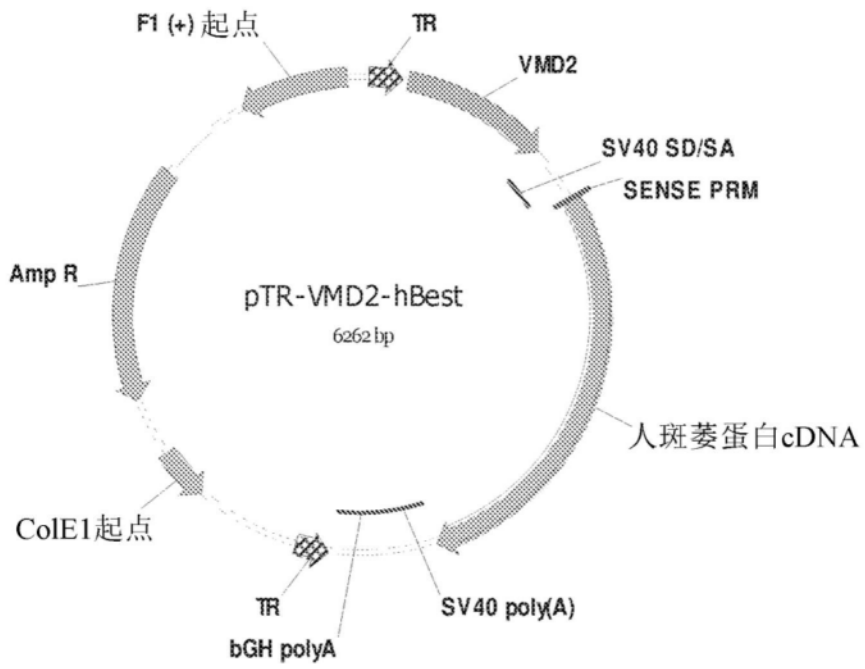 F1 (+) 起点
TR
VMD2
SV40 SD/SA
SENSE PRM
Amp R
pTR-VMD2-hBest
6262 bp
人斑萎蛋白cDNA
ColE1起点
TR
SV40 poly(A)
bGH polyA